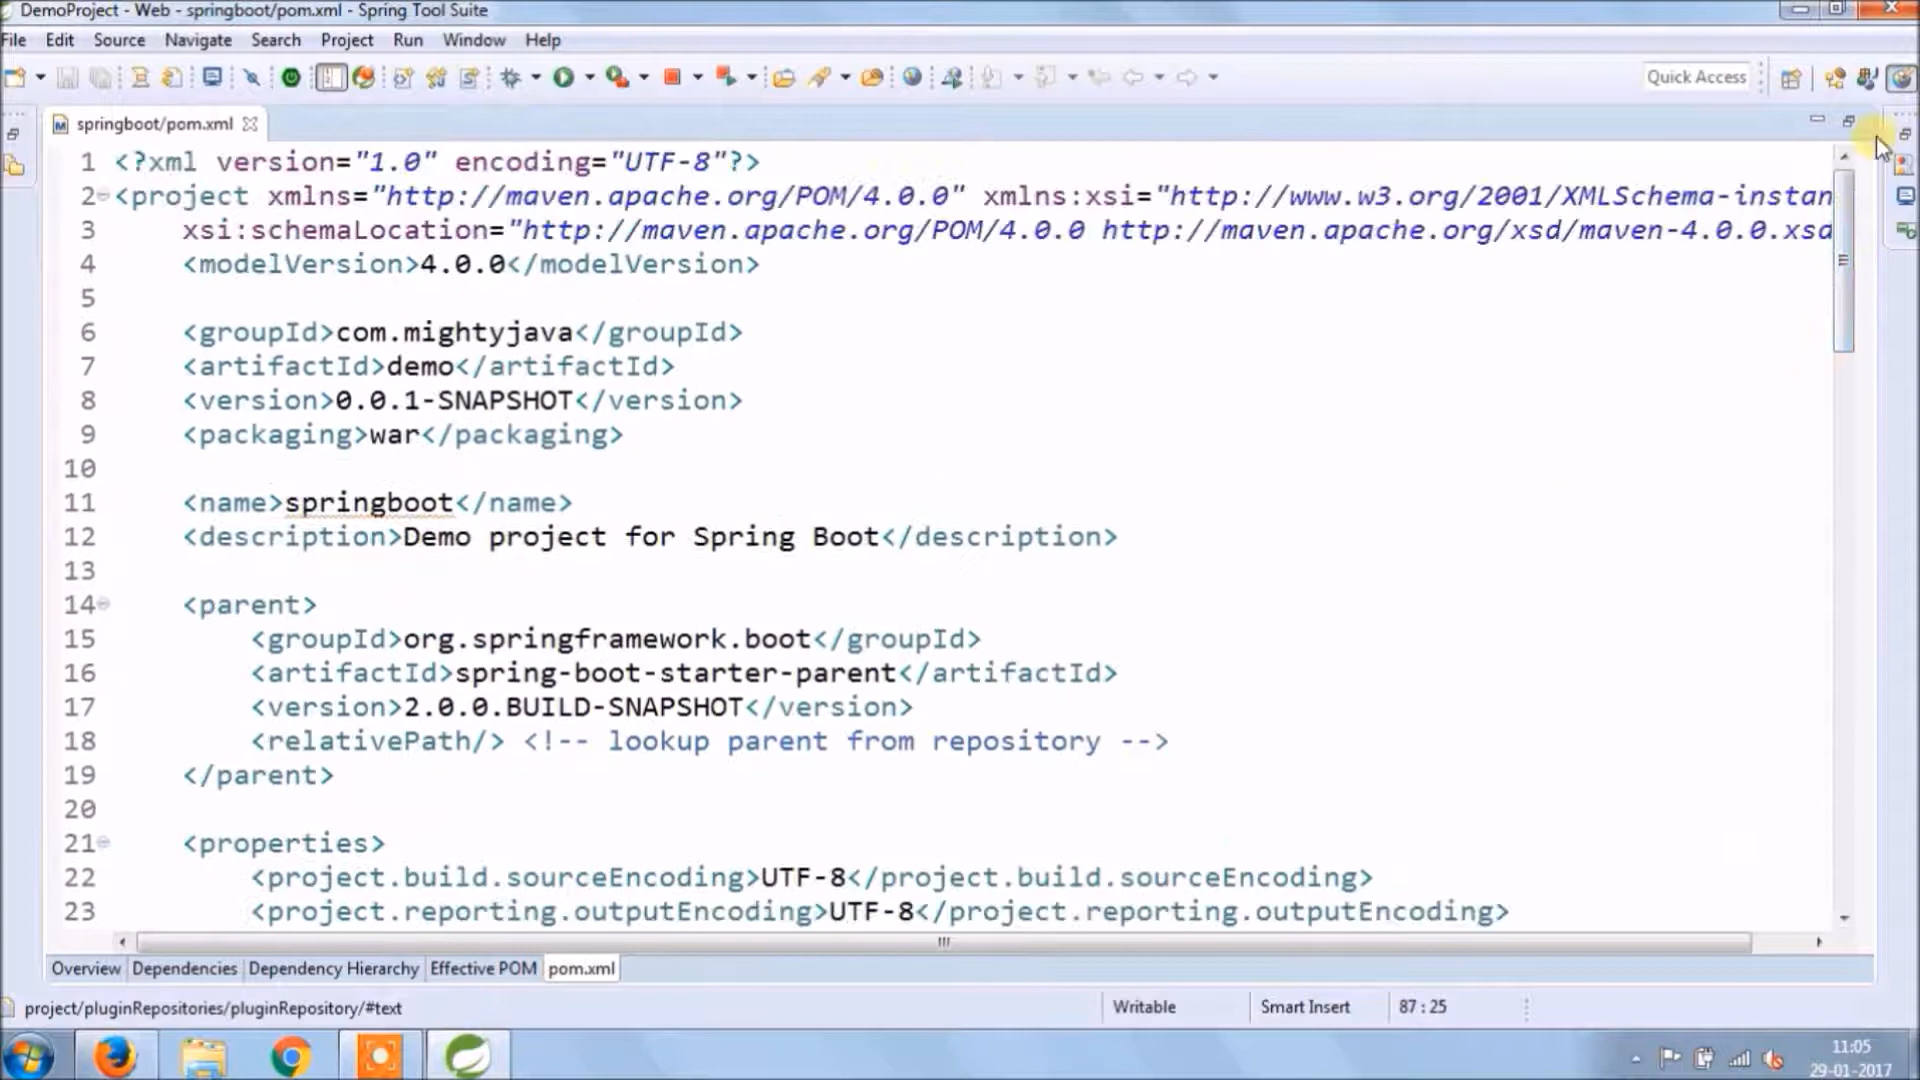 DemoProject - Web - springboot/pom.xml - Spring Tool Suite
File Edit Source Navigate Search Project Run Window Help
Quick Access
springboot/pom.xml
1 <?xml version="1.0" encoding="UTF-8"?>
2 <project xmlns="http://maven.apache.org/POM/4.0.0" xmlns:xsi="http://www.w3.org/2001/XMLSchema-instan
3 xsi:schemaLocation="http://maven.apache.org/POM/4.0.0 http://maven.apache.org/xsd/maven-4.0.0.xsd
4 <modelVersion>4.0.0</modelVersion>
5
6 <groupId>com.mightyjava</groupId>
7 <artifactId>demo</artifactId>
8 <version>0.0.1-SNAPSHOT</version>
9 <packaging>war</packaging>
10
11 <name>springboot</name>
12 <description>Demo project for Spring Boot</description>
13
14 <parent>
15 <groupId>org.springframework.boot</groupId>
16 <artifactId>spring-boot-starter-parent</artifactId>
17 <version>2.0.0.BUILD-SNAPSHOT</version>
18 <relativePath/> <!-- lookup parent from repository -->
19 </parent>
20
21 <properties>
22 <project.build.sourceEncoding>UTF-8</project.build.sourceEncoding>
23 <project.reporting.outputEncoding>UTF-8</project.reporting.outputEncoding>
Overview Dependencies Dependency Hierarchy Effective POM pom.xml
project/pluginRepositories/pluginRepository/#text Writable Smart Insert 87 : 25
11:05
29-01-2017